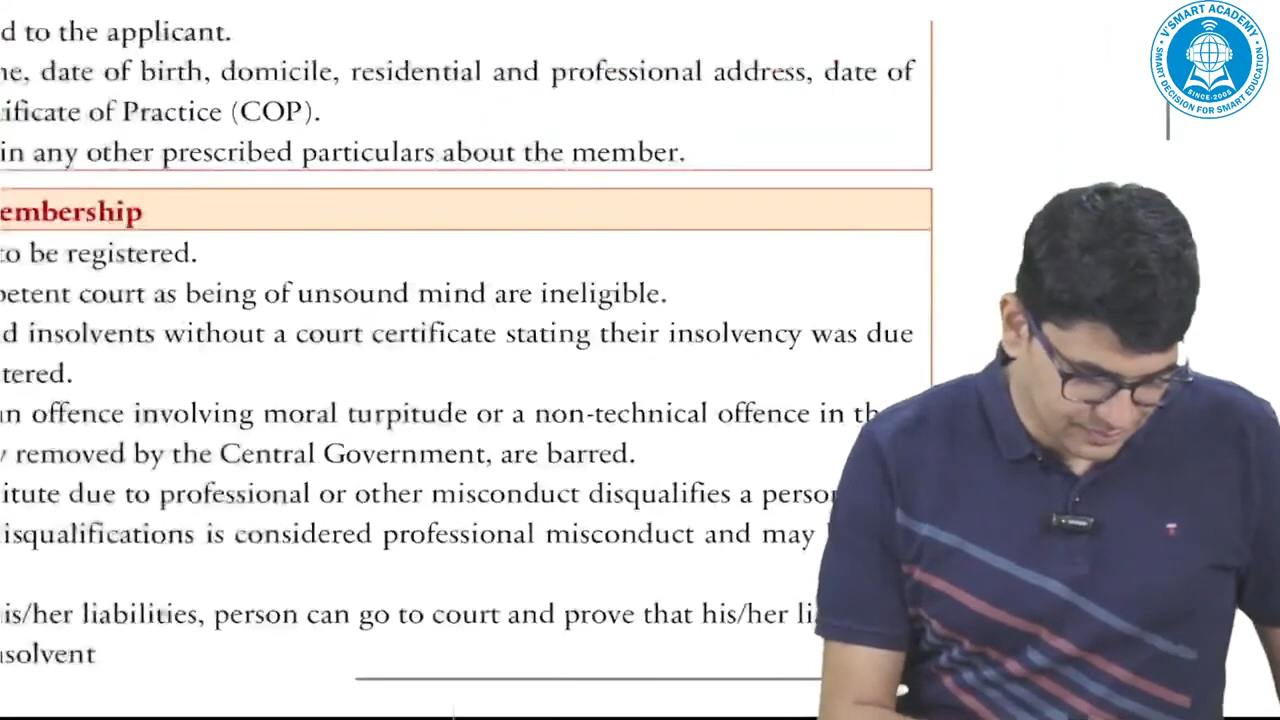 d to the applicant.
e, date of birth, domicile, residential and professional address, date of
ificate of Practice (COP).
in any other prescribed particulars about the member.
embership
to be registered.
petent court as being of unsound mind are ineligible.
d insolvents without a court certificate stating their insolvency was due
tered.
n offence involving moral turpitude or a non-technical offence in th
removed by the Central Government, are barred.
itute due to professional or other misconduct disqualifies a person
isqualifications is considered professional misconduct and may
is/her liabilities, person can go to court and prove that his/her li
solvent
V'SMART ACADEMY
SINCE-2005
SMART DECISION FOR SMART EDUCATION